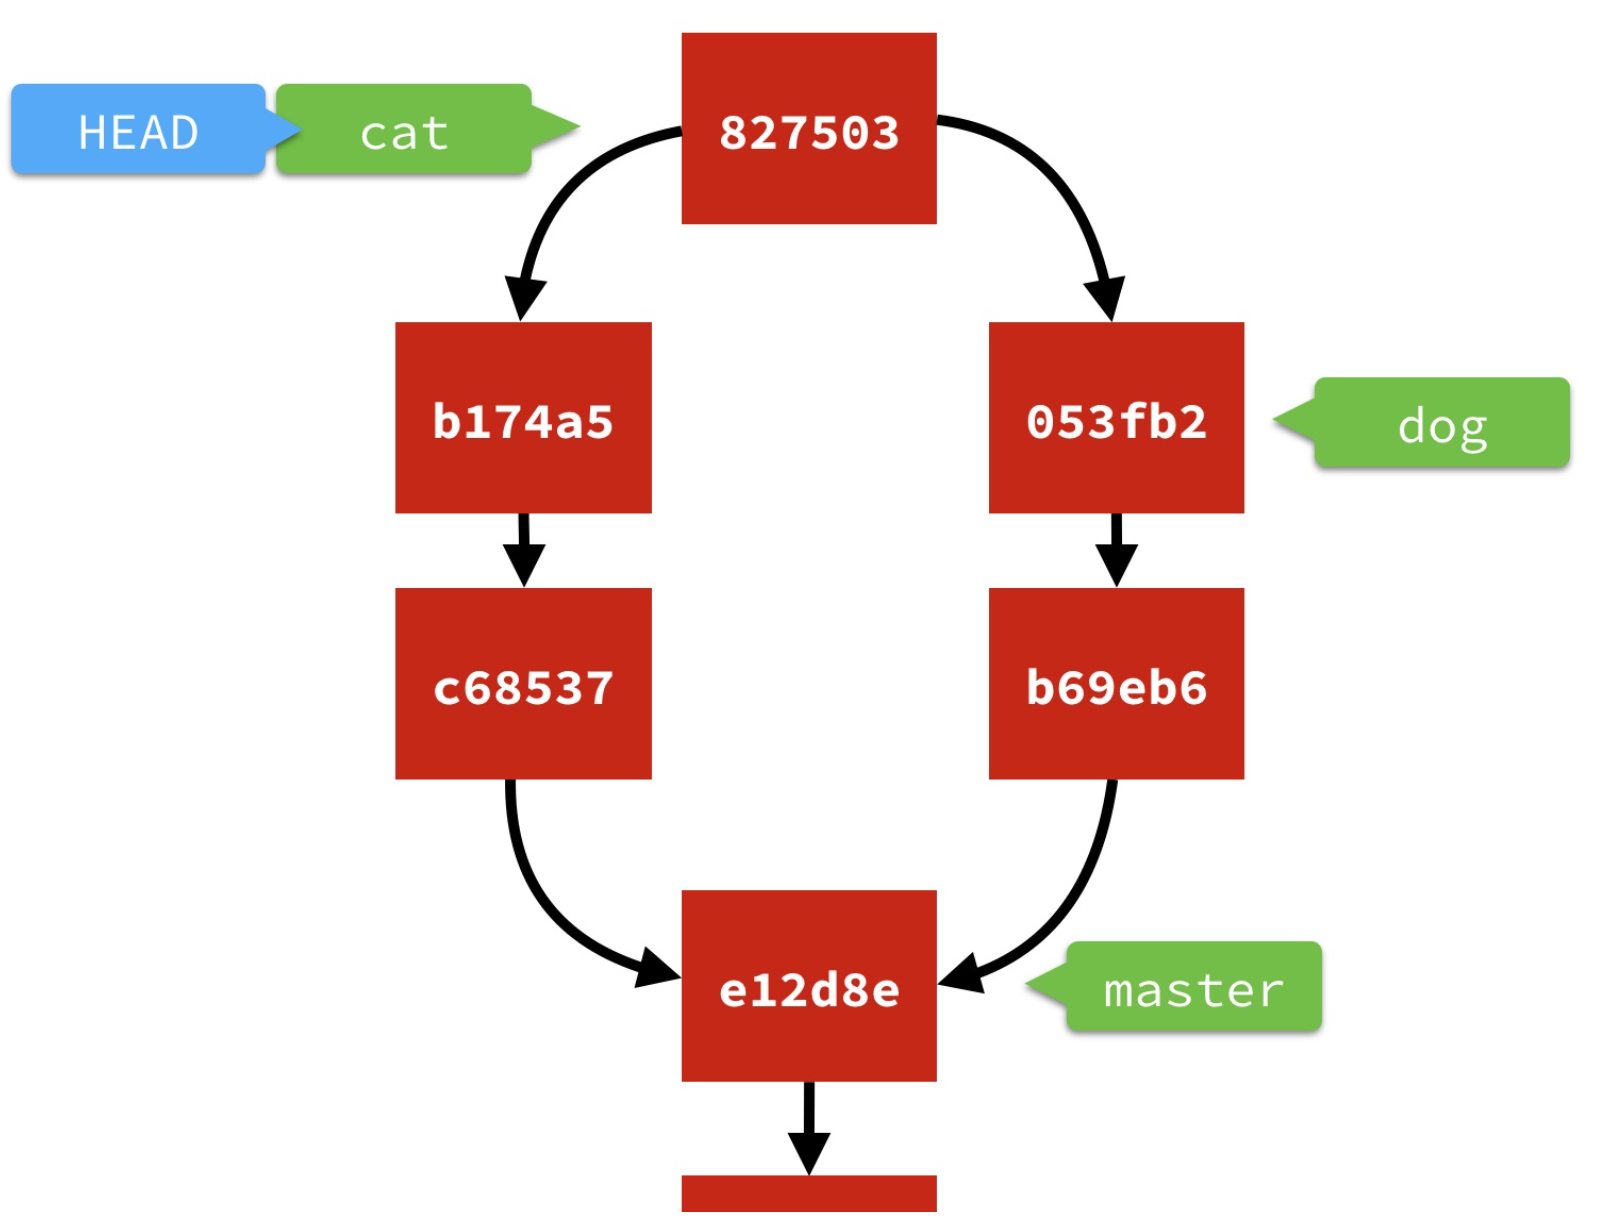 HEAD
cat
827503
b174a5
053fb2
dog
c68537
b69eb6
e12d8e
master